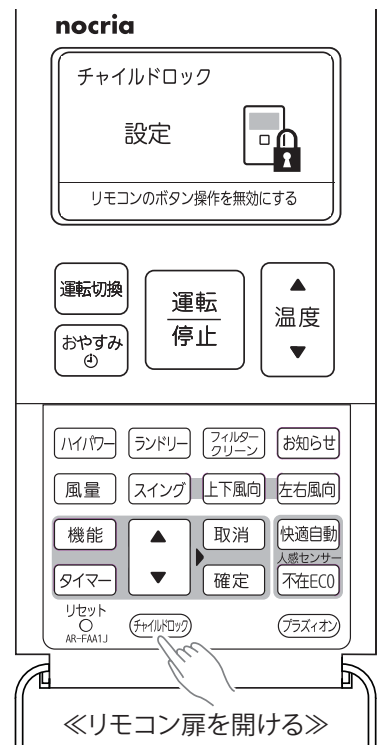 nocria
チャイルドロック
設定
リモコンのボタン操作を無効にする
運転切換
おやすみ
運転
停止
温度
ハイパワー
ランドリー
フィルター
クリーン
お知らせ
風量
スイング
上下風向
左右風向
機能
取消
快適自動
人感センサー
タイマー
確定
不在ECO
リセット
AR-FAA1J
チャイルドロック
プラズィオン
≪リモコン扉を開ける≫